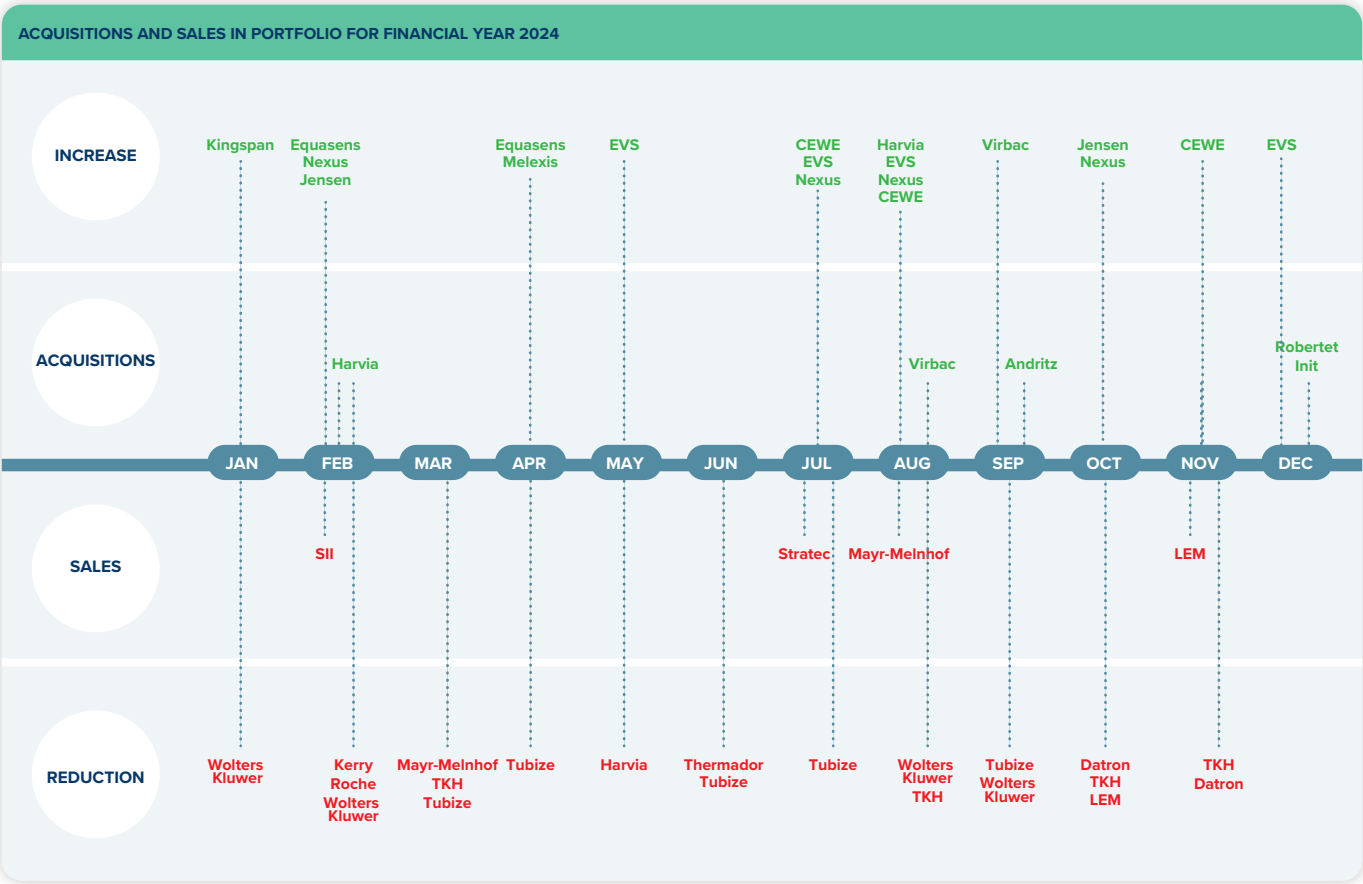 ACQUISITIONS AND SALES IN PORTFOLIO FOR FINANCIAL YEAR 2024
INCREASE
Kingspan
Equasens
Nexus
Jensen
Equasens
Melexis
EVS
CEWE
EVS
Nexus
Harvia
EVS
Nexus
CEWE
Virbac
Jensen
Nexus
CEWE
EVS
ACQUISITIONS
Harvia
Virbac
Andritz
Robertet
Init
JAN
FEB
MAR
APR
MAY
JUN
JUL
AUG
SEP
OCT
NOV
DEC
SALES
SII
Stratec
Mayr-Melnhof
LEM
REDUCTION
Wolters
Kluwer
Kerry
Roche
Wolters
Kluwer
Mayr-Melnhof
TKH
Tubize
Tubize
Harvia
Thermador
Tubize
Tubize
Wolters
Kluwer
TKH
Tubize
Wolters
Kluwer
Datron
TKH
LEM
TKH
Datron